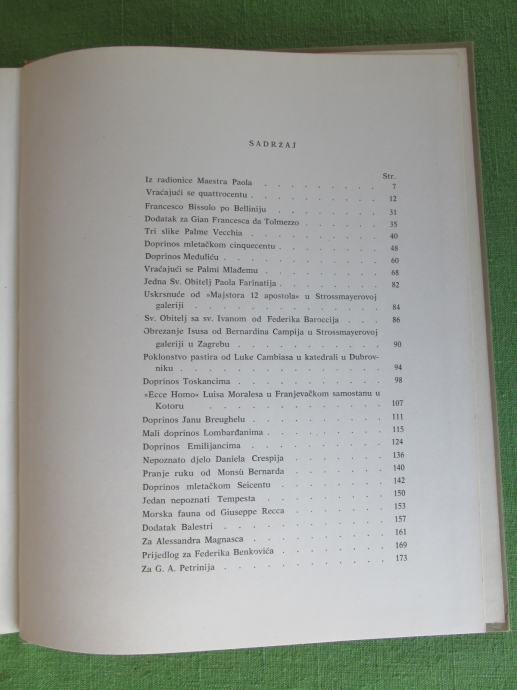 SADRŽAJ
Str.
Iz radionice Maestra Paola . . . . . . . . 7
Vraćajući se quattrocentu . . . . . . . . 12
Francesco Bissolo po Belliniju . . . . . . . 31
Dodatak za Gian Francesca da Tolmezzo . . . . . 35
Tri slike Palme Vecchia . . . . . . . . 40
Doprinos mletačkom cinquecentu . . . . . . . 48
Doprinos Meduliću . . . . . . . . . 60
Vraćajući se Palmi Mlađemu . . . . . . . 68
Jedna Sv. Obitelj Paola Farinatija . . . . . . 82
Uskrsnuće od »Majstora 12 apostola« u Strossmayerovoj
galeriji . . . . . . . . . . 84
Sv. Obitelj sa sv. Ivanom od Federika Baroccija . . . 86
Obrezanje Isusa od Bernardina Campija u Strossmayerovoj
galeriji u Zagrebu . . . . . . . . 90
Poklonstvo pastira od Luke Cambiasa u katedrali u Dubrov-
niku . . . . . . . . . . . 94
Doprinos Toskancima . . . . . . . . 98
»Ecce Homo« Luisa Moralesa u Franjevačkom samostanu u
Kotoru . . . . . . . . . . 107
Doprinos Janu Breughelu . . . . . . . . 111
Mali doprinos Lombarđanima . . . . . . . 115
Doprinos Emilijancima . . . . . . . . 124
Nepoznato djelo Daniela Crespija . . . . . . 136
Pranje ruku od Monsù Bernarda . . . . . . 140
Doprinos mletačkom Seicentu . . . . . . . 142
Jedan nepoznati Tempesta . . . . . . . 150
Morska fauna od Giuseppe Recca . . . . . . 153
Dodatak Balestri . . . . . . . . . 157
Za Alessandra Magnasca . . . . . . . . 161
Prijedlog za Federika Benkovića . . . . . . 169
Za G. A. Petrinija . . . . . . . . . 173